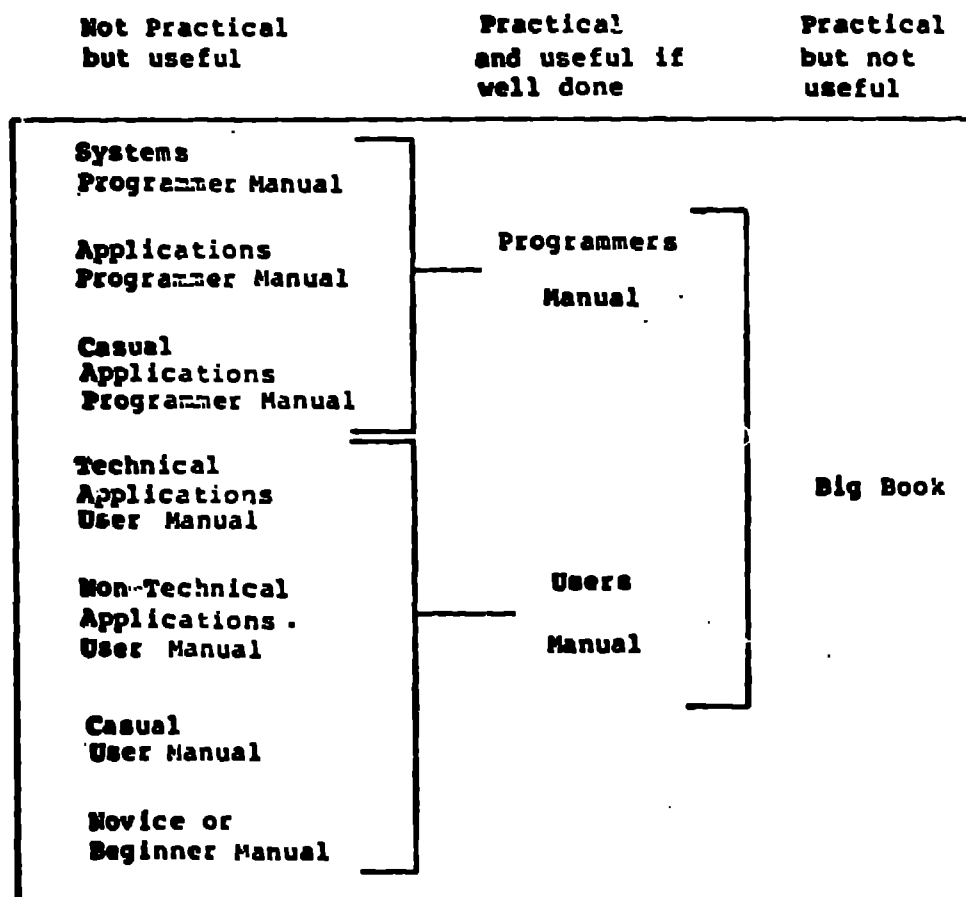 Not Practical
but useful
Practical
and useful if
well done
Practical
but not
useful
Systems
Programmer Manual
Applications
Programmer Manual
Casual
Applications
Programmer Manual
Technical
Applications
User Manual
Non-Technical
Applications
User Manual
Casual
User Manual
Novice or
Beginner Manual
Programmers
Manual
Users
Manual
Big Book